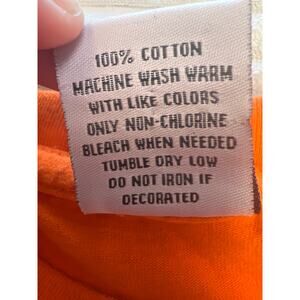 100% COTTON
MACHINE WASH WARM
WITH LIKE COLORS
ONLY NON-CHLORINE
BLEACH WHEN NEEDED
TUMBLE DRY LOW
DO NOT IRON IF
DECORATED